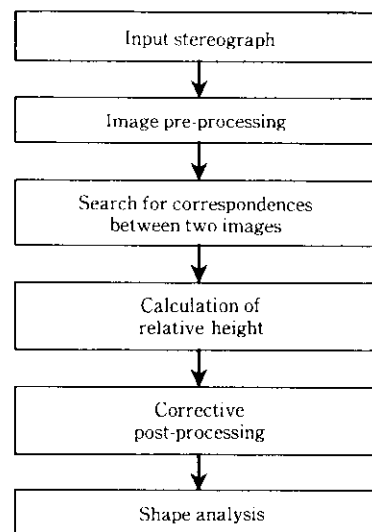 Input stereograph
Image pre-processing
Search for correspondences
between two images
Calculation of
relative height
Corrective
post-processing
Shape analysis